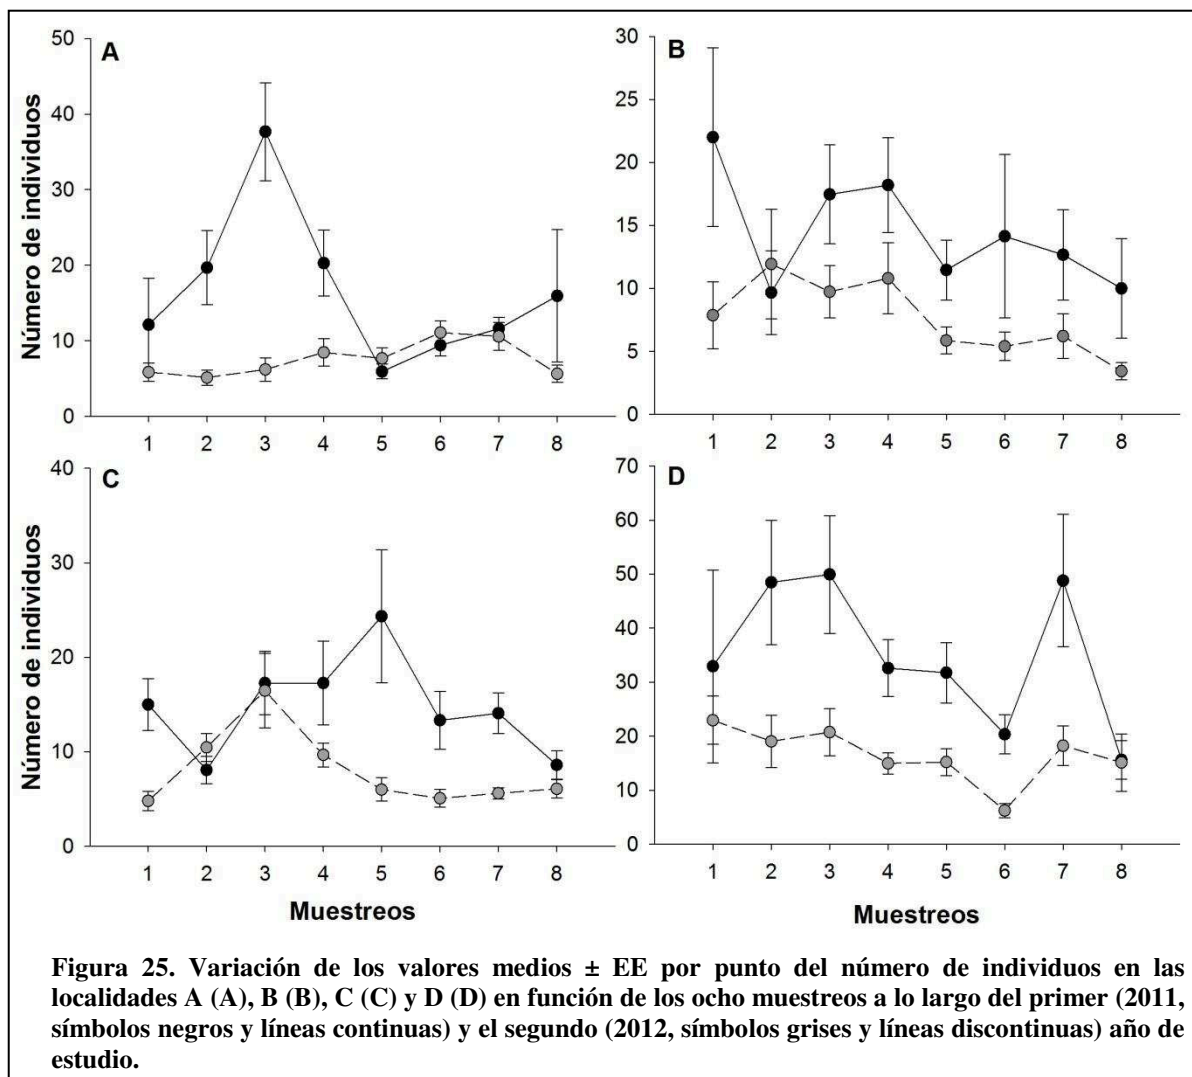 A
Número de individuos
50
40
30
20
10
0
1 2 3 4 5 6 7 8
B
30
25
20
15
10
5
0
1 2 3 4 5 6 7 8
C
Número de individuos
40
30
20
10
0
1 2 3 4 5 6 7 8
Muestreos
D
70
60
50
40
30
20
10
0
1 2 3 4 5 6 7 8
Muestreos
Figura 25. Variación de los valores medios ± EE por punto del número de individuos en las
localidades A (A), B (B), C (C) y D (D) en función de los ocho muestreos a lo largo del primer (2011,
símbolos negros y líneas continuas) y el segundo (2012, símbolos grises y líneas discontinuas) año de
estudio.